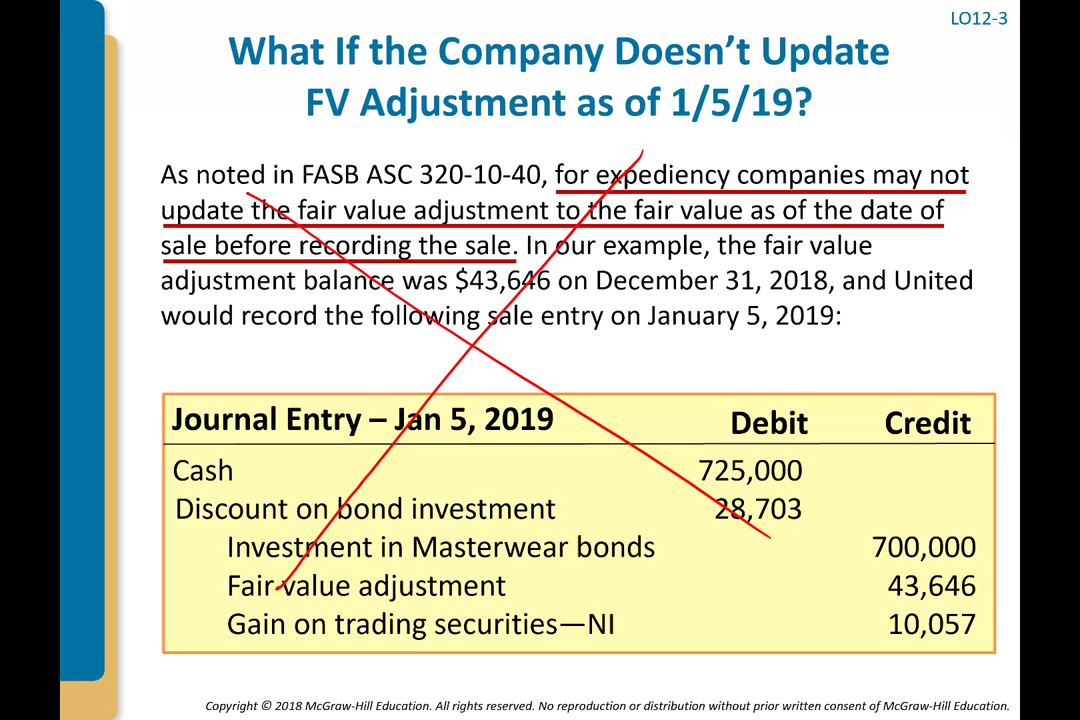 LO12-3
What If the Company Doesn’t Update
FV Adjustment as of 1/5/19?
As noted in FASB ASC 320-10-40, for expediency companies may not
update the fair value adjustment to the fair value as of the date of
sale before recording the sale. In our example, the fair value
adjustment balance was $43,646 on December 31, 2018, and United
would record the following sale entry on January 5, 2019:
Journal Entry – Jan 5, 2019 Debit Credit
Cash 725,000
Discount on bond investment 28,703
Investment in Masterwear bonds 700,000
Fair value adjustment 43,646
Gain on trading securities—NI 10,057
Copyright © 2018 McGraw-Hill Education. All rights reserved. No reproduction or distribution without prior written consent of McGraw-Hill Education.